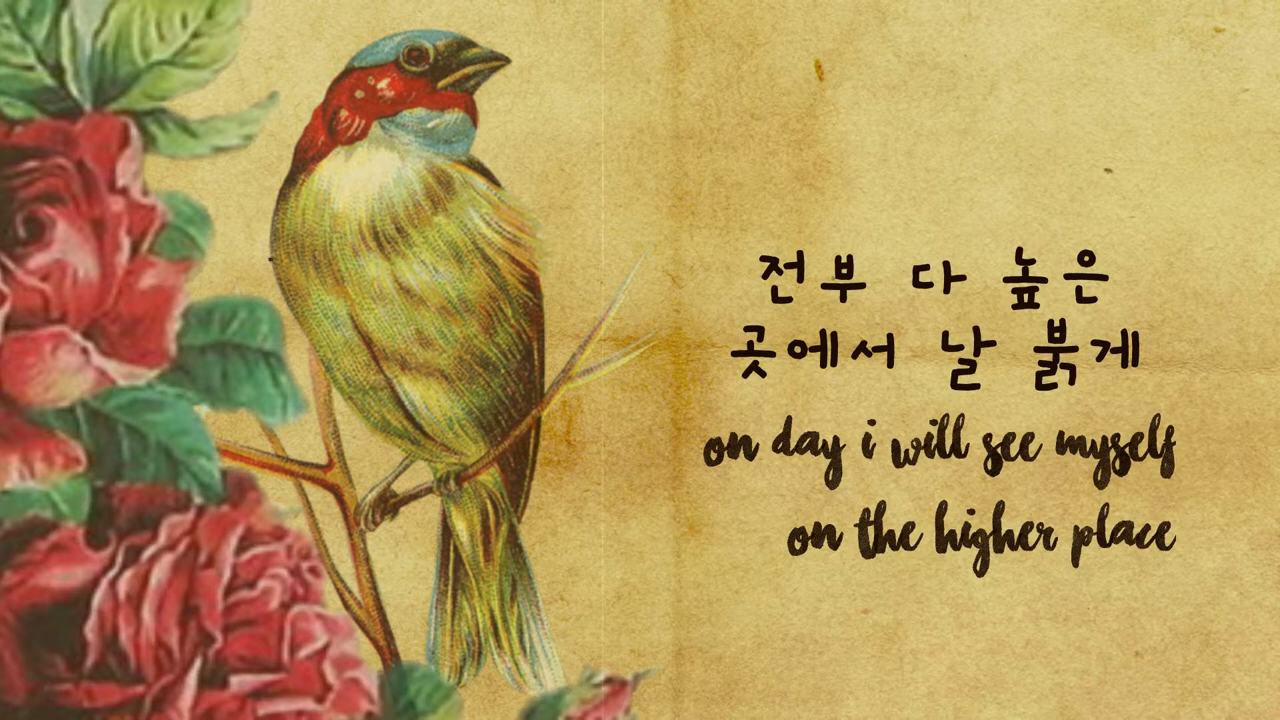 전부 다 높은
곳에서 날 붉게
on day i will see myself
on the higher place